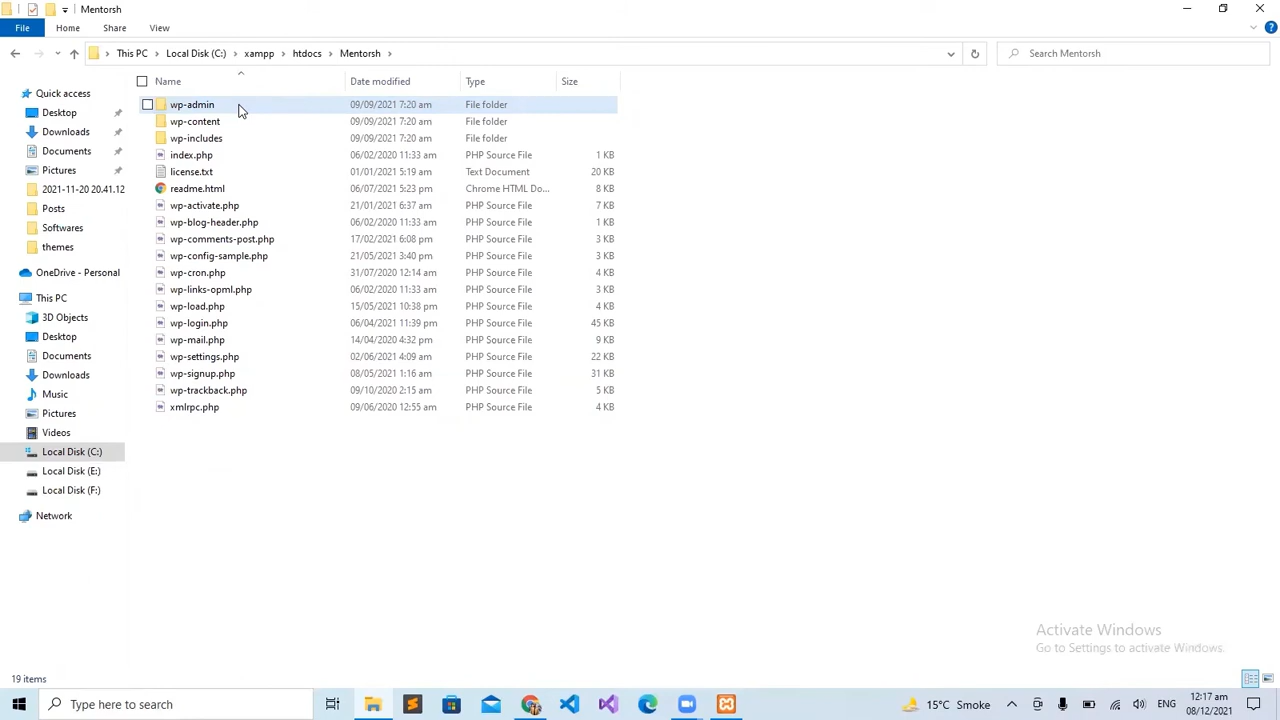 Mentorsh
File Home Share View
This PC Local Disk (C:) xampp htdocs Mentorsh
Search Mentorsh
Name Date modified Type Size
Quick access
Desktop
Downloads
Documents
Pictures
2021-11-20 20.41.12
Posts
Softwares
themes
OneDrive - Personal
This PC
3D Objects
Desktop
Documents
Downloads
Music
Pictures
Videos
Local Disk (C:)
Local Disk (E:)
Local Disk (F:)
Network
wp-admin 09/09/2021 7:20 am File folder
wp-content 09/09/2021 7:20 am File folder
wp-includes 09/09/2021 7:20 am File folder
index.php 06/02/2020 11:33 am PHP Source File 1 KB
license.txt 01/01/2021 5:19 am Text Document 20 KB
readme.html 06/07/2021 5:23 pm Chrome HTML Do... 8 KB
wp-activate.php 21/01/2021 6:37 am PHP Source File 7 KB
wp-blog-header.php 06/02/2020 11:33 am PHP Source File 1 KB
wp-comments-post.php 17/02/2021 6:08 pm PHP Source File 3 KB
wp-config-sample.php 21/05/2021 3:40 pm PHP Source File 3 KB
wp-cron.php 31/07/2020 12:14 am PHP Source File 4 KB
wp-links-opml.php 06/02/2020 11:33 am PHP Source File 3 KB
wp-load.php 15/05/2021 10:38 pm PHP Source File 4 KB
wp-login.php 06/04/2021 11:39 pm PHP Source File 45 KB
wp-mail.php 14/04/2020 4:32 pm PHP Source File 9 KB
wp-settings.php 02/06/2021 4:09 am PHP Source File 22 KB
wp-signup.php 08/05/2021 1:16 am PHP Source File 31 KB
wp-trackback.php 09/10/2020 2:15 am PHP Source File 5 KB
xmlrpc.php 09/06/2020 12:55 am PHP Source File 4 KB
Activate Windows
Go to Settings to activate Windows.
19 items
Type here to search
15°C Smoke
ENG
12:17 am
08/12/2021